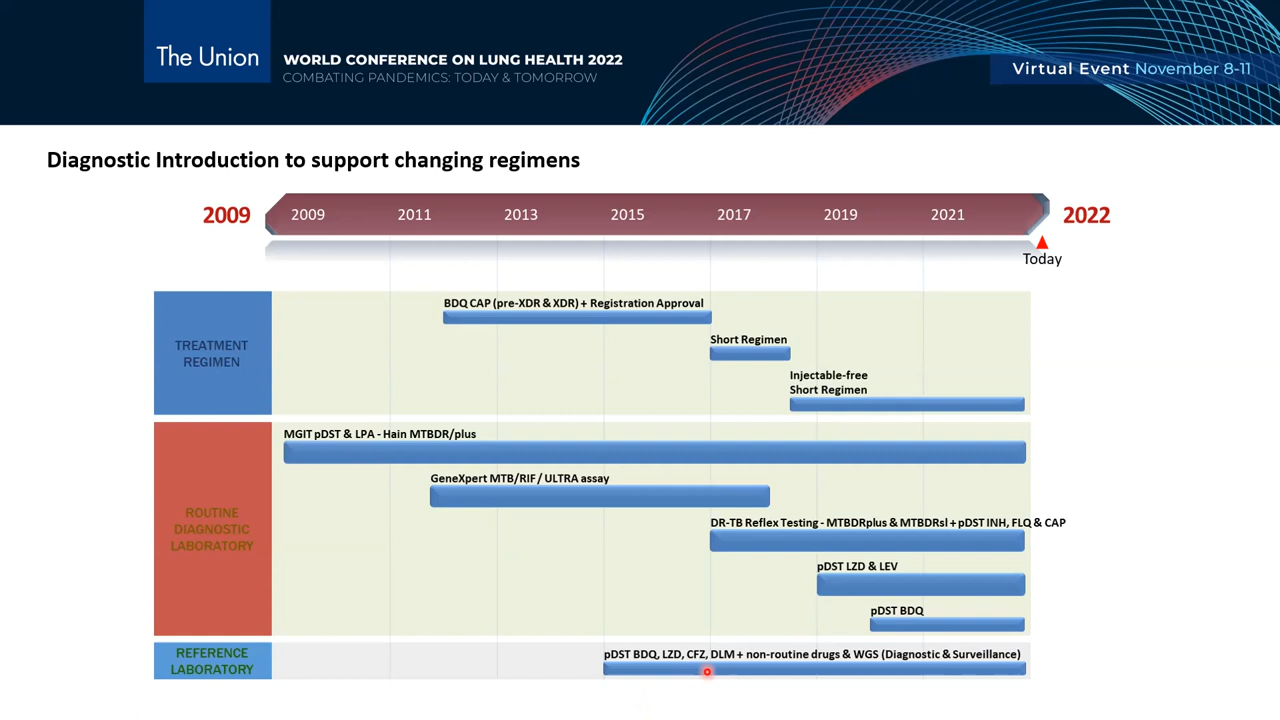 The Union
WORLD CONFERENCE ON LUNG HEALTH 2022
COMBATING PANDEMICS: TODAY & TOMORROW
Virtual Event November 8-11
Diagnostic Introduction to support changing regimens
2009
2009 2011 2013 2015 2017 2019 2021
2022
Today
TREATMENT
REGIMEN
BDQ CAP (pre-XDR & XDR) + Registration Approval
Short Regimen
Injectable-free
Short Regimen
ROUTINE
DIAGNOSTIC
LABORATORY
MGIT pDST & LPA - Hain MTBDR/plus
GeneXpert MTB/RIF / ULTRA assay
DR-TB Reflex Testing - MTBDRplus & MTBDRsl + pDST INH, FLQ & CAP
pDST LZD & LEV
pDST BDQ
REFERENCE
LABORATORY
pDST BDQ, LZD, CFZ, DLM + non-routine drugs & WGS (Diagnostic & Surveillance)